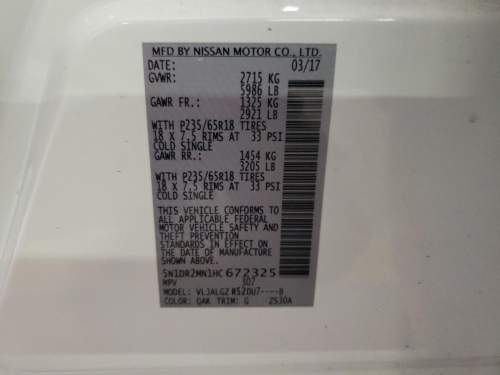 MFD BY NISSAN MOTOR CO., LTD.
DATE: 03/17
GVWR: 2715 KG
5986 LB
GAWR FR.: 1325 KG
2921 LB
WITH P235/65R18 TIRES
18 X 7.5 RIMS AT 33 PSI
COLD SINGLE
GAWR RR.: 1454 KG
3205 LB
WITH P235/65R18 TIRES
18 X 7.5 RIMS AT 33 PSI
COLD SINGLE
THIS VEHICLE CONFORMS TO
ALL APPLICABLE FEDERAL
MOTOR VEHICLE SAFETY AND
THEFT PREVENTION
STANDARDS IN EFFECT ON
THE DATE OF MANUFACTURE
SHOWN ABOVE
5N1DR2MN1HC672325
MPV 307
MODEL: VL3ALGZ R52DU7----B
COLOR: QAK TRIM: G ZS30A